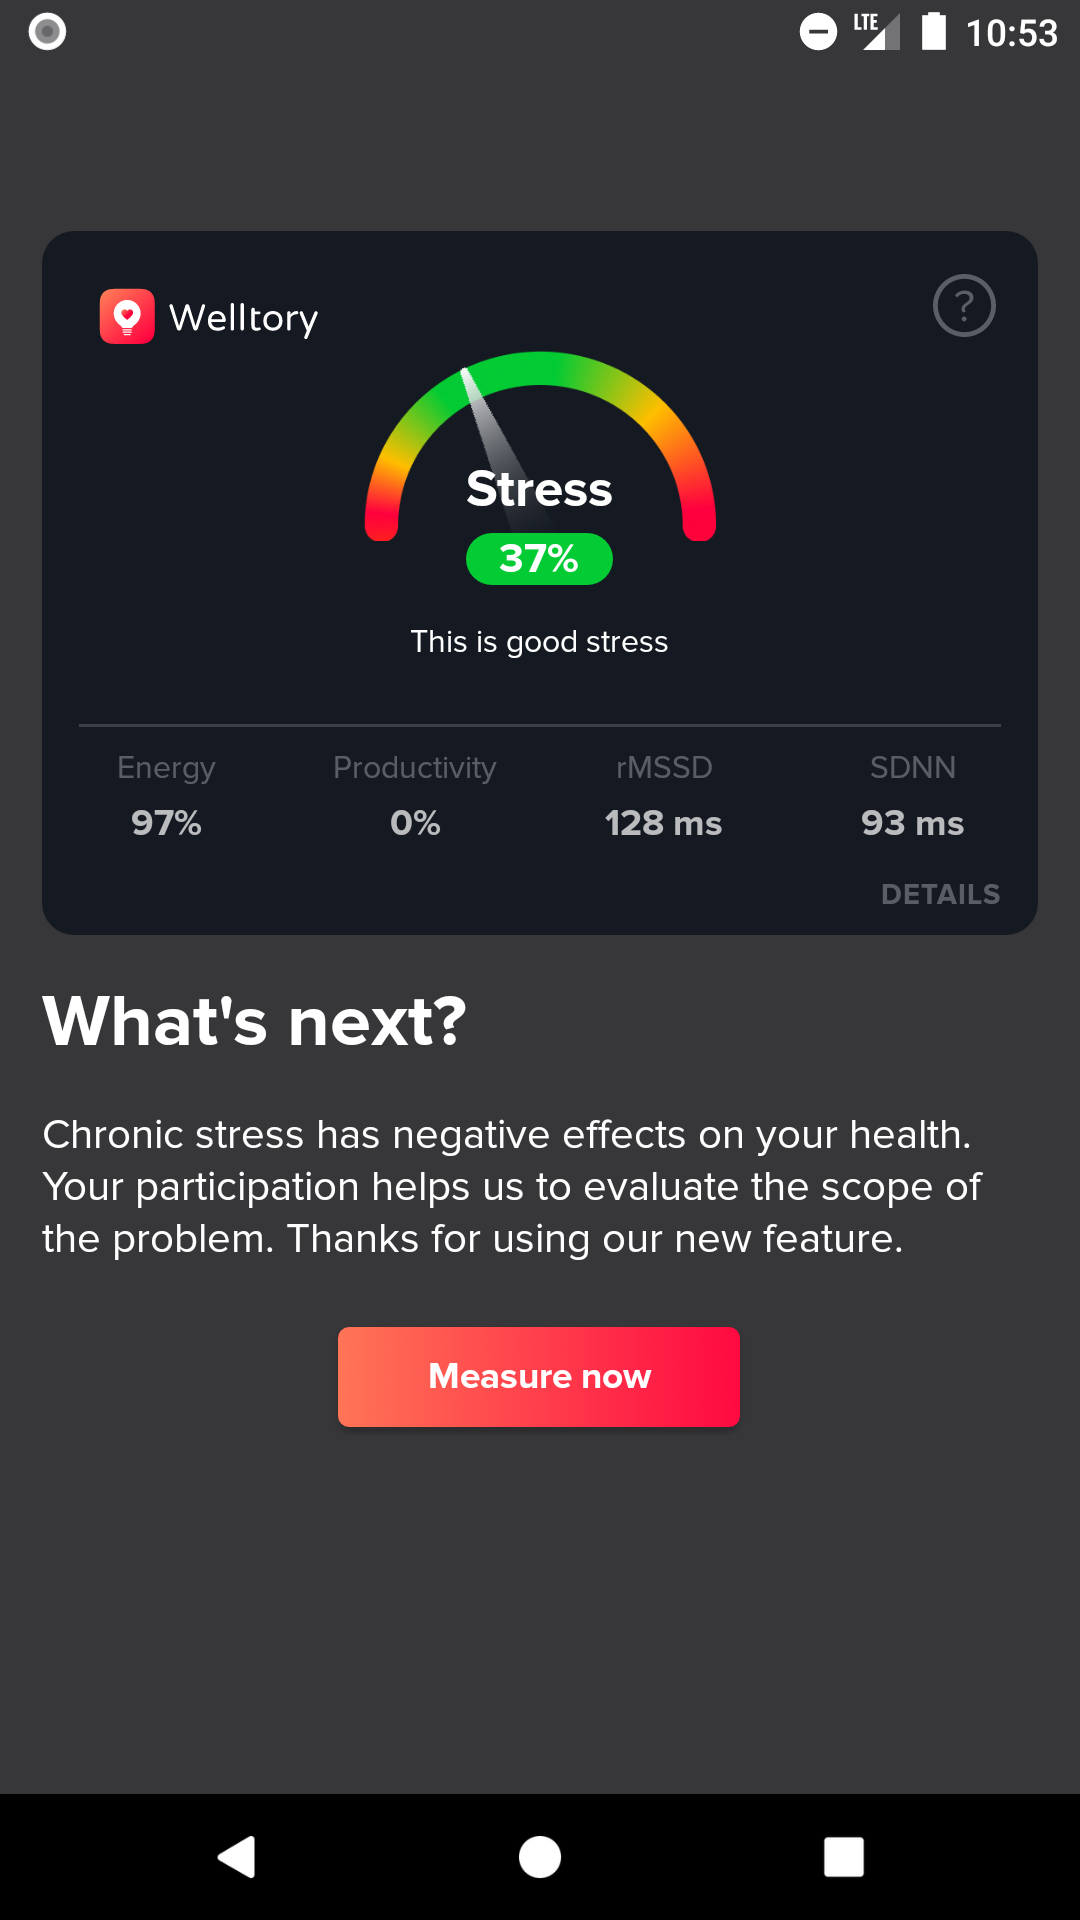 LTE 10:53
Welltory
?
Stress
37%
This is good stress
Energy Productivity rMSSD SDNN
97% 0% 128 ms 93 ms
DETAILS
What's next?
Chronic stress has negative effects on your health.
Your participation helps us to evaluate the scope of
the problem. Thanks for using our new feature.
Measure now